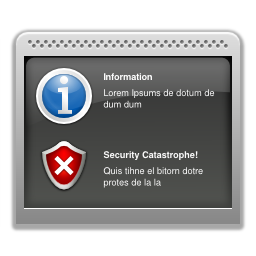 Information
Lorem Ipsums de dotum de
dum dum
Security Catastrophe!
Quis tihne el bitorn dotre
protes de la la